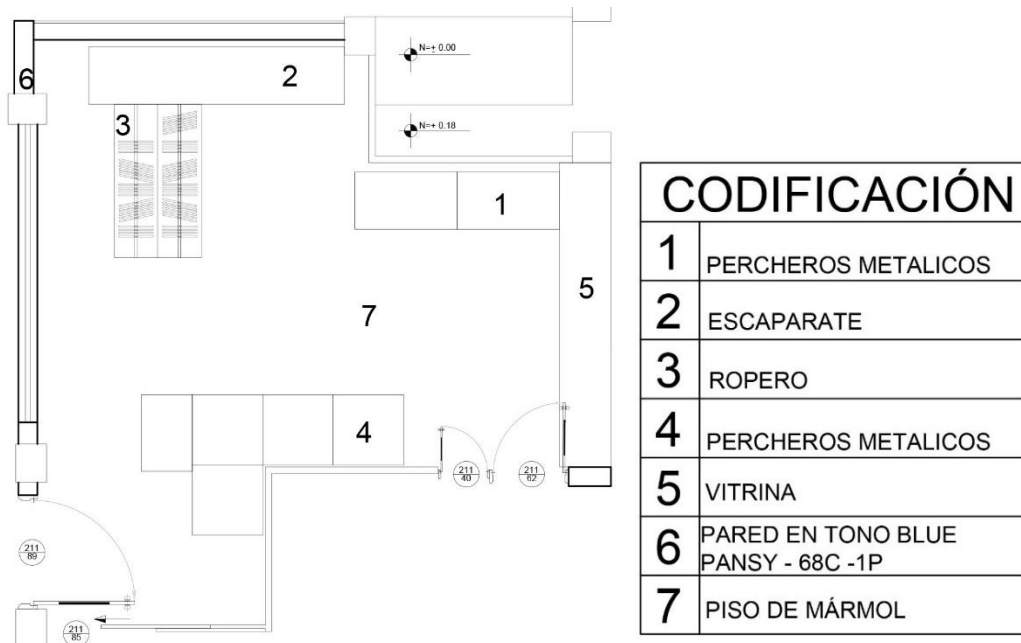 N=± 0.00
6
2
3
N=+ 0.18
1
5
7
4
211
40
211
62
211
89
211
85
CODIFICACIÓN
1 PERCHEROS METALICOS
2 ESCAPARATE
3 ROPERO
4 PERCHEROS METALICOS
5 VITRINA
6 PARED EN TONO BLUE
PANSY - 68C -1P
7 PISO DE MÁRMOL